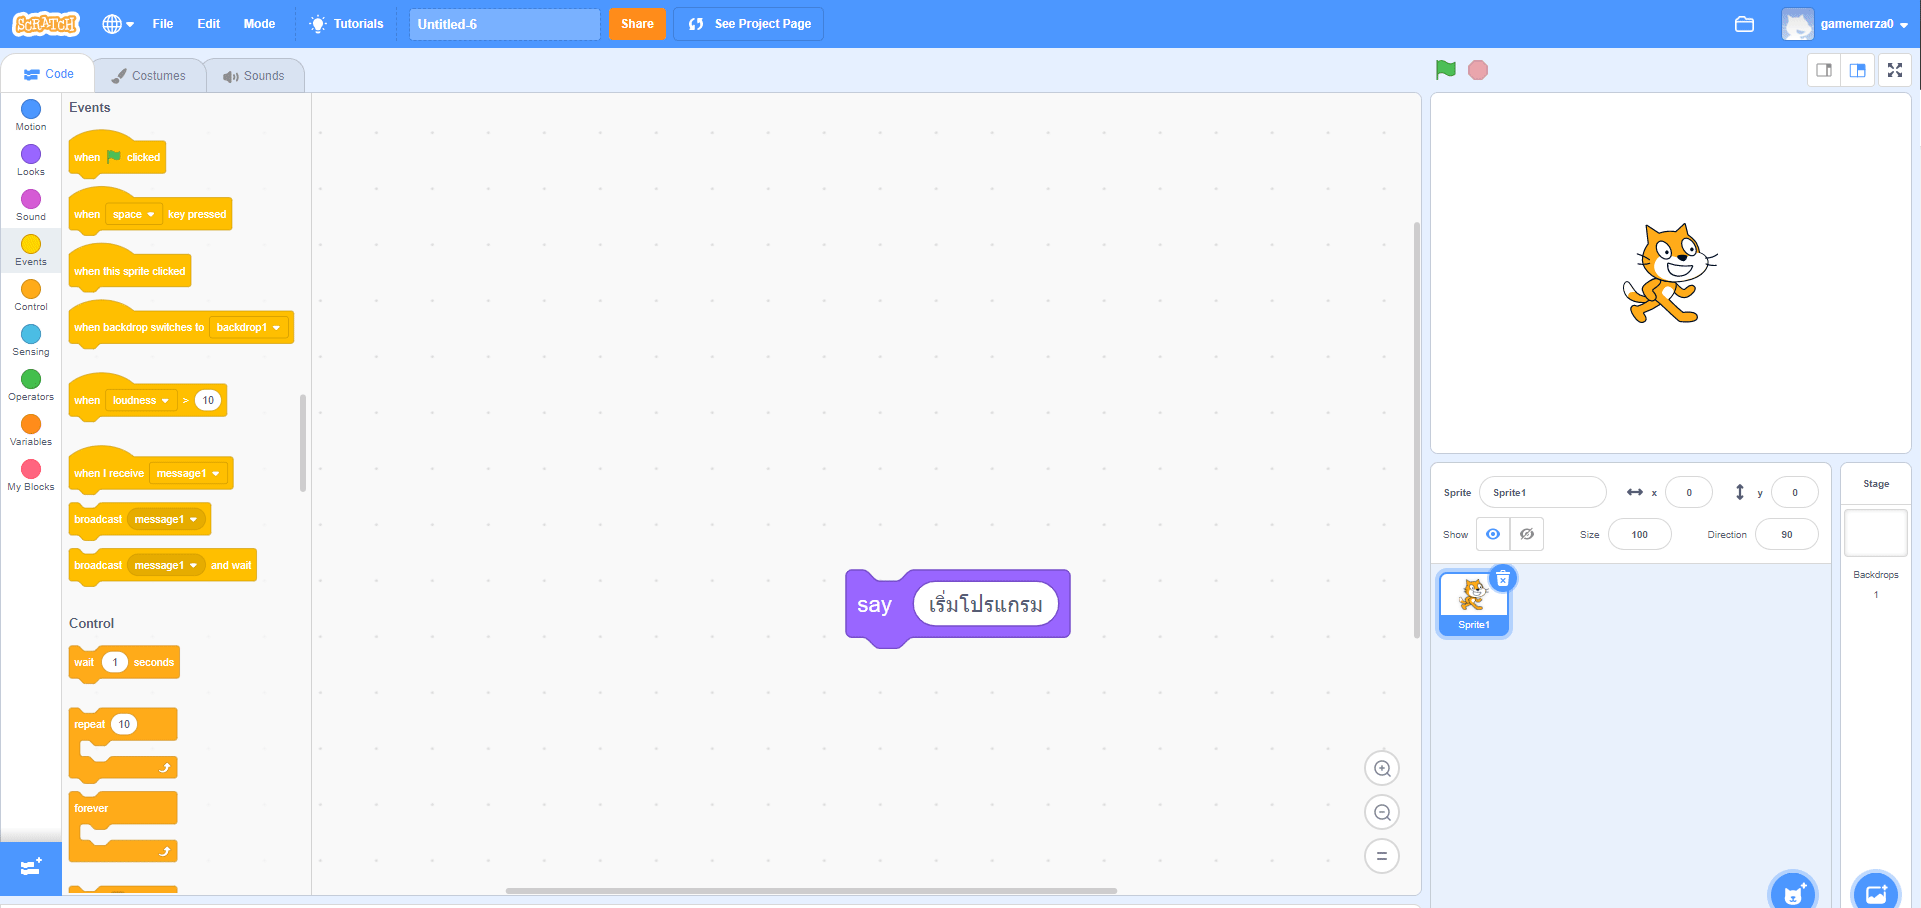 SCRATCH File Edit Mode Tutorials Untitled-6 Share See Project Page gamemerza0
Code Costumes Sounds
Motion
Looks
Sound
Events
Control
Sensing
Operators
Variables
My Blocks
Events
when clicked
when space key pressed
when this sprite clicked
when backdrop switches to backdrop1
when loudness > 10
when I receive message1
broadcast message1
broadcast message1 and wait
Control
wait 1 seconds
repeat 10
forever
say เริ่มโปรแกรม
Sprite Sprite1 x 0 y 0
Show Size 100 Direction 90
Sprite1
Stage
Backdrops
1